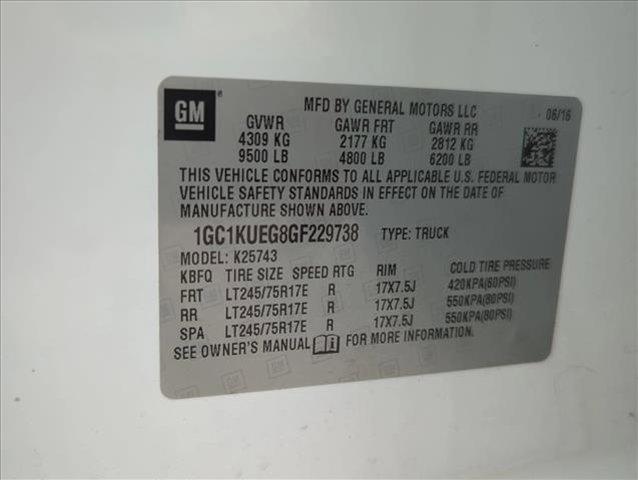 GM
MFD BY GENERAL MOTORS LLC 06/16
GVWR GAWR FRT GAWR RR
4309 KG 2177 KG 2812 KG
9500 LB 4800 LB 6200 LB
THIS VEHICLE CONFORMS TO ALL APPLICABLE U.S. FEDERAL MOTOR
VEHICLE SAFETY STANDARDS IN EFFECT ON THE DATE OF
MANUFACTURE SHOWN ABOVE.
1GC1KUEG8GF229738 TYPE: TRUCK
MODEL: K25743
KBFQ TIRE SIZE SPEED RTG RIM COLD TIRE PRESSURE
FRT LT245/75R17E R 17X7.5J 420KPA(60PSI)
RR LT245/75R17E R 17X7.5J 550KPA(80PSI)
SPA LT245/75R17E R 17X7.5J 550KPA(80PSI)
SEE OWNER'S MANUAL FOR MORE INFORMATION.